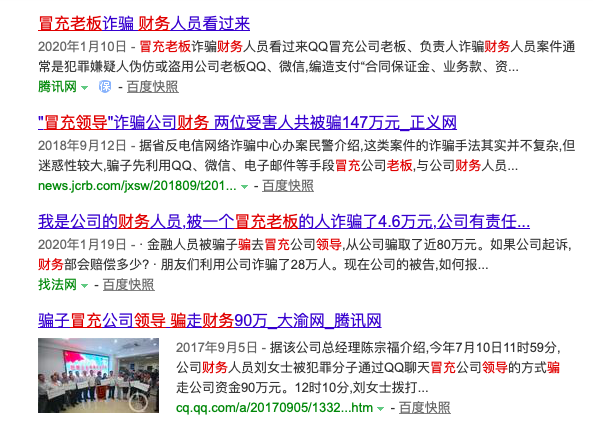 冒充老板诈骗 财务人员看过来
2020年1月10日 - 冒充老板诈骗财务人员看过来QQ冒充公司老板、负责人诈骗财务人员案件通
常是犯罪嫌疑人伪仿或盗用公司老板QQ、微信,编造支付“合同保证金、业务款、资...
腾讯网 - 百度快照
"冒充领导"诈骗公司财务 两位受害人共被骗147万元_正义网
2018年9月12日 - 据省反电信网络诈骗中心办案民警介绍,这类案件的诈骗手法其实并不复杂,但
迷惑性较大,骗子先利用QQ、微信、电子邮件等手段冒充公司老板,与公司财务人员...
news.jcrb.com/jxsw/201809/t201... - 百度快照
我是公司的财务人员,被一个冒充老板的人诈骗了4.6万元,公司有责任...
2020年1月19日 - · 金融人员被骗子骗去冒充公司领导,从公司骗取了近80万元。如果公司起诉,
财务部会赔偿多少? · 朋友们利用公司诈骗了28万人。现在公司的被告,如何报...
找法网 - 百度快照
骗子冒充公司领导 骗走财务90万_大渝网_腾讯网
2017年9月5日 - 据该公司总经理陈宗福介绍,今年7月10日11时59分,
公司财务人员刘女士被犯罪分子通过QQ聊天冒充公司领导的方式骗
走公司资金90万元。12时10分,刘女士拨打...
cq.qq.com/a/20170905/1332...htm - 百度快照